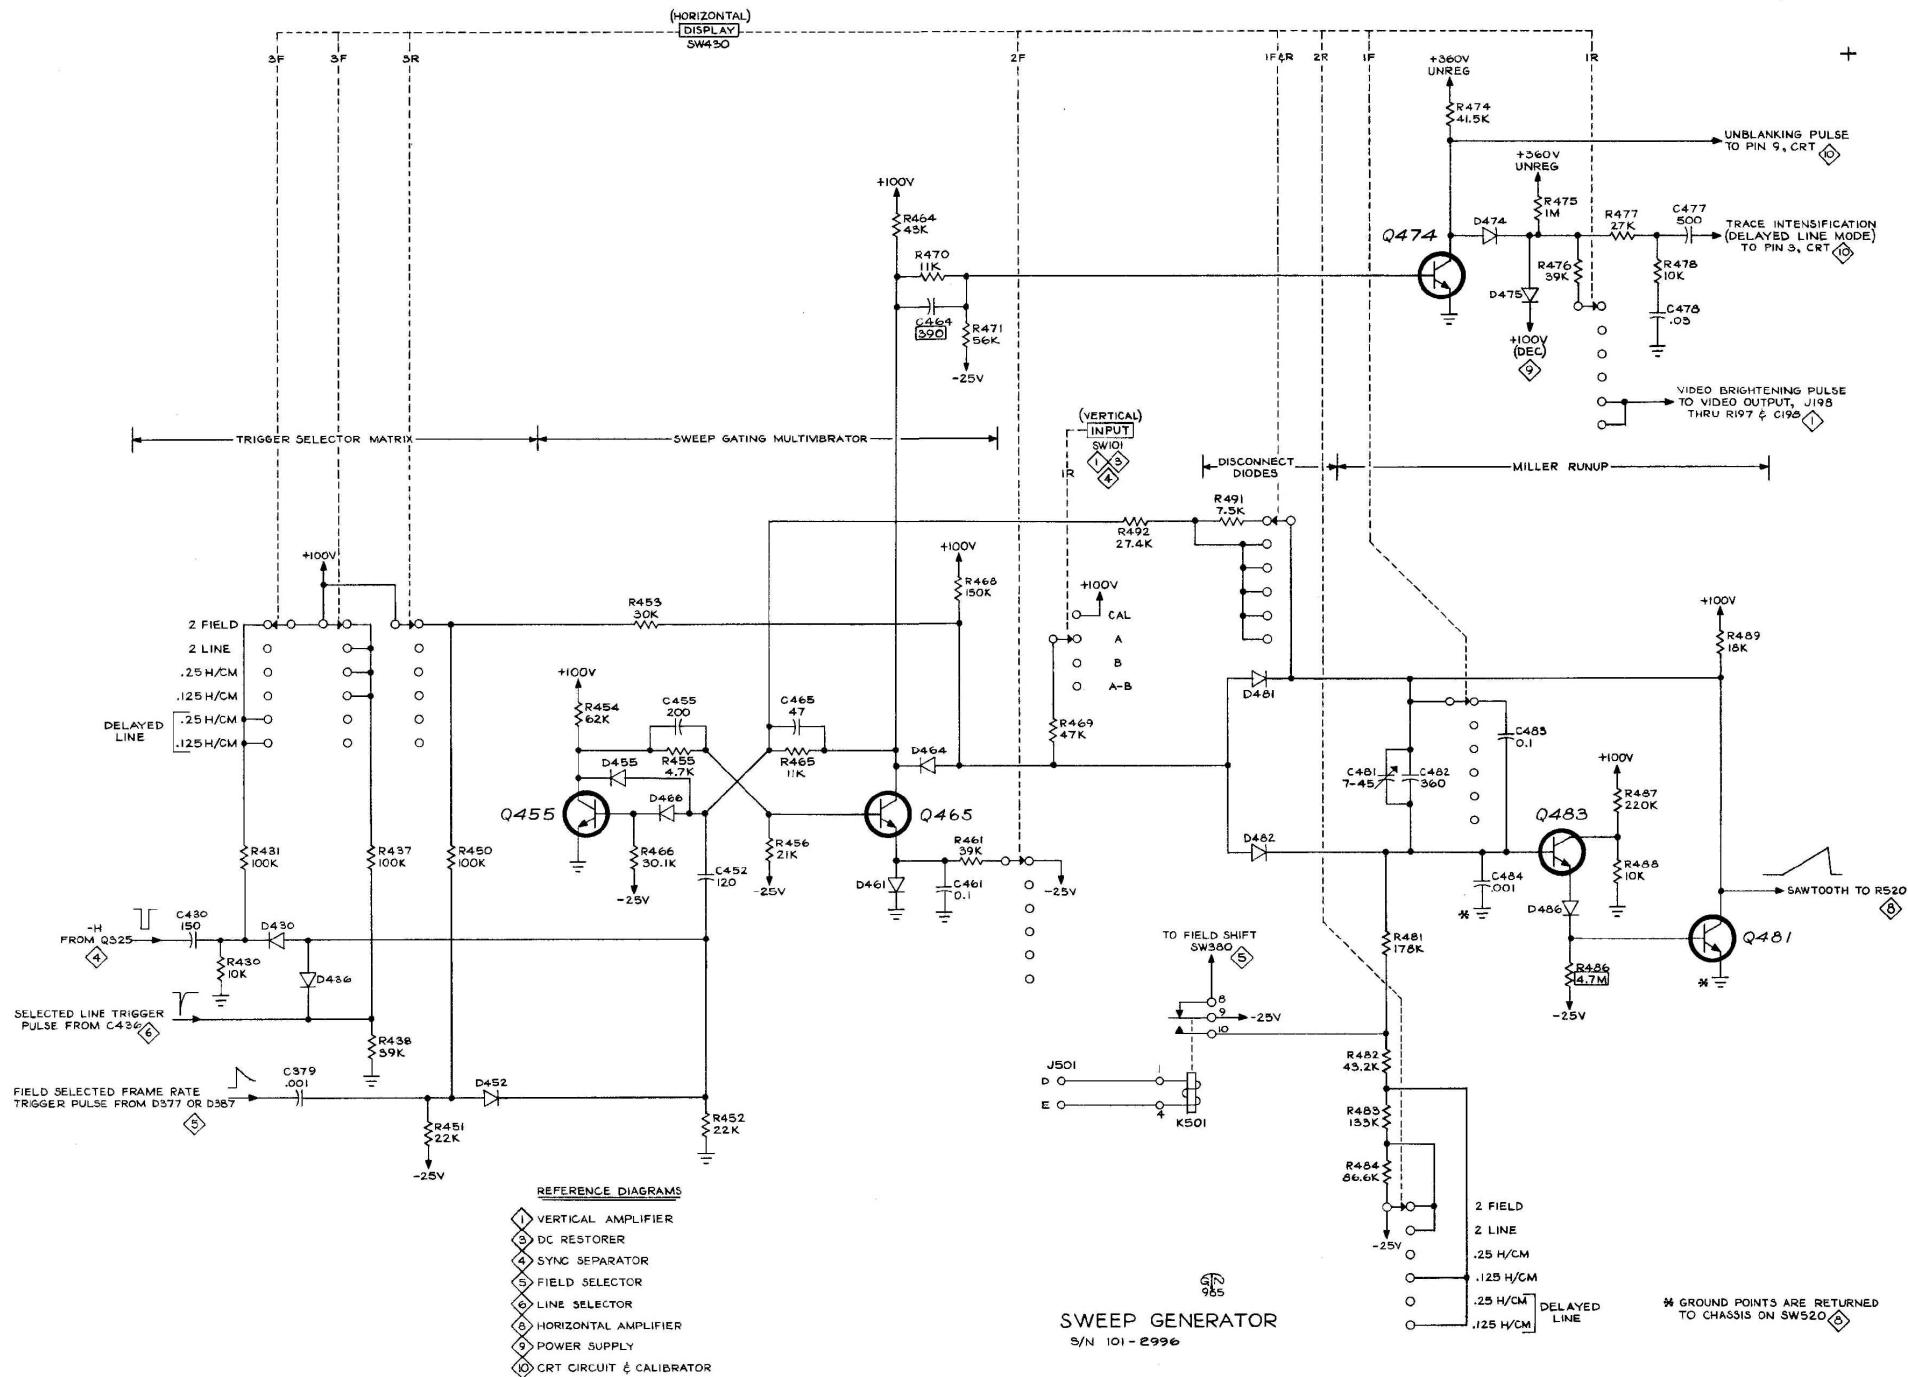 (HORIZONTAL)
DISPLAY
SW430
3F
3F
3R
2F
1F&R
2R
1F
1R
+360V
UNREG
R474
41.5K
UNBLANKING PULSE
TO PIN 9, CRT 10
+360V
UNREG
R475
1M
D474
R477
27K
C477
500
TRACE INTENSIFICATION
(DELAYED LINE MODE)
TO PIN 3, CRT 10
Q474
R476
39K
R478
10K
D475
C478
.03
+100V
(DEC)
9
VIDEO BRIGHTENING PULSE
TO VIDEO OUTPUT, J198
THRU R197 & C198 1
+100V
R464
43K
R470
11K
C464
390
R471
56K
-25V
TRIGGER SELECTOR MATRIX
SWEEP GATING MULTIVIBRATOR
(VERTICAL)
INPUT
SW101
1 3
4
1R
DISCONNECT
DIODES
MILLER RUNUP
R492
27.4K
R491
7.5K
+100V
+100V
R468
150K
+100V
CAL
A
B
A-B
R469
47K
R453
30K
2 FIELD
2 LINE
.25 H/CM
.125 H/CM
DELAYED
LINE
.25 H/CM
.125 H/CM
+100V
R454
62K
C455
200
R455
4.7K
C465
47
R465
11K
D455
D466
D464
Q455
Q465
R466
30.1K
-25V
R456
21K
-25V
C452
120
D461
R461
39K
C461
0.1
-25V
D481
D482
C481
7-45
C482
360
C483
0.1
+100V
R489
18K
+100V
R487
220K
Q483
R488
10K
C484
.001
*
D486
SAWTOOTH TO R520
8
Q481
*
R486
4.7M
-25V
R431
100K
R437
100K
R450
100K
-H
FROM Q325
4
C430
150
D430
R430
10K
D436
SELECTED LINE TRIGGER
PULSE FROM C436 6
R438
39K
FIELD SELECTED FRAME RATE
TRIGGER PULSE FROM D377 OR D387
5
C379
.001
D452
R451
22K
-25V
R452
22K
TO FIELD SHIFT
SW380
5
8
9
-25V
10
J501
D
E
1
4
K501
R481
178K
R482
43.2K
R483
133K
R484
86.6K
-25V
2 FIELD
2 LINE
.25 H/CM
.125 H/CM
.25 H/CM
.125 H/CM
DELAYED
LINE
REFERENCE DIAGRAMS
1 VERTICAL AMPLIFIER
3 DC RESTORER
4 SYNC SEPARATOR
5 FIELD SELECTOR
6 LINE SELECTOR
8 HORIZONTAL AMPLIFIER
9 POWER SUPPLY
10 CRT CIRCUIT & CALIBRATOR
965
SWEEP GENERATOR
S/N 101-2996
* GROUND POINTS ARE RETURNED
TO CHASSIS ON SW520 8